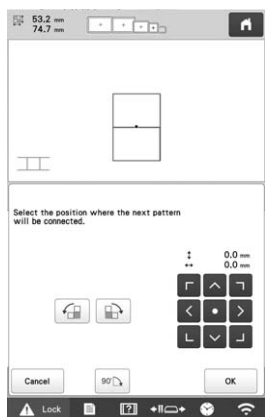 53.2 mm
74.7 mm
Select the position where the next pattern
will be connected.
0.0 mm
0.0 mm
Cancel
90°
OK
Lock